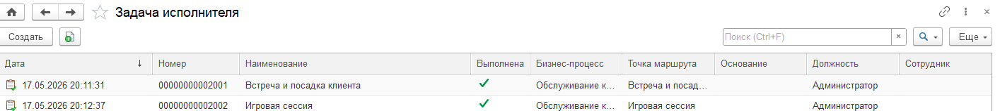 Задача исполнителя
Создать Поиск (Ctrl+F) × Еще
Дата ↓ Номер Наименование Выполнена Бизнес-процесс Точка маршрута Основание Должность Сотрудник
17.05.2026 20:11:31 00000000002001 Встреча и посадка клиента Обслуживание к... Встреча и посад... Администратор
17.05.2026 20:12:37 00000000002002 Игровая сессия Обслуживание к... Игровая сессия Администратор